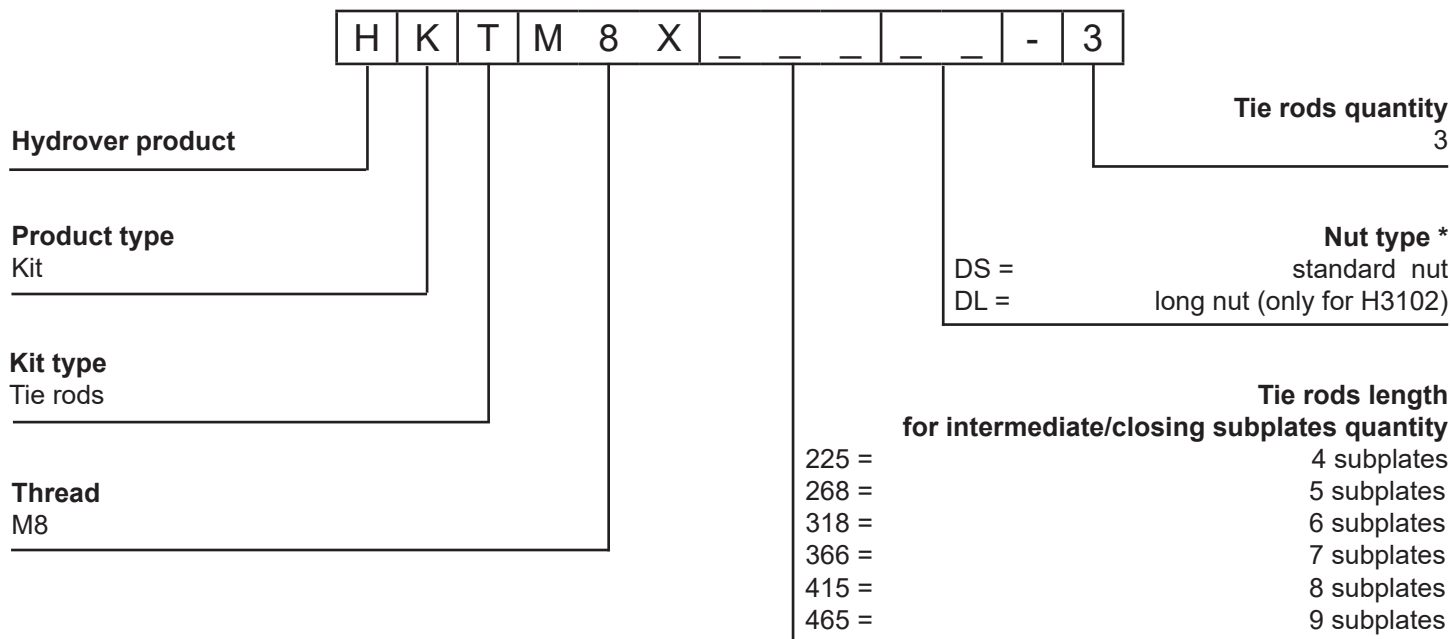 H K T M 8 X _ _ _ _ _ - 3
Tie rods quantity
3
Hydrover product
Product type
Kit
Nut type *
DS = standard nut
DL = long nut (only for H3102)
Kit type
Tie rods
Tie rods length
for intermediate/closing subplates quantity
225 = 4 subplates
268 = 5 subplates
318 = 6 subplates
366 = 7 subplates
415 = 8 subplates
465 = 9 subplates
Thread
M8